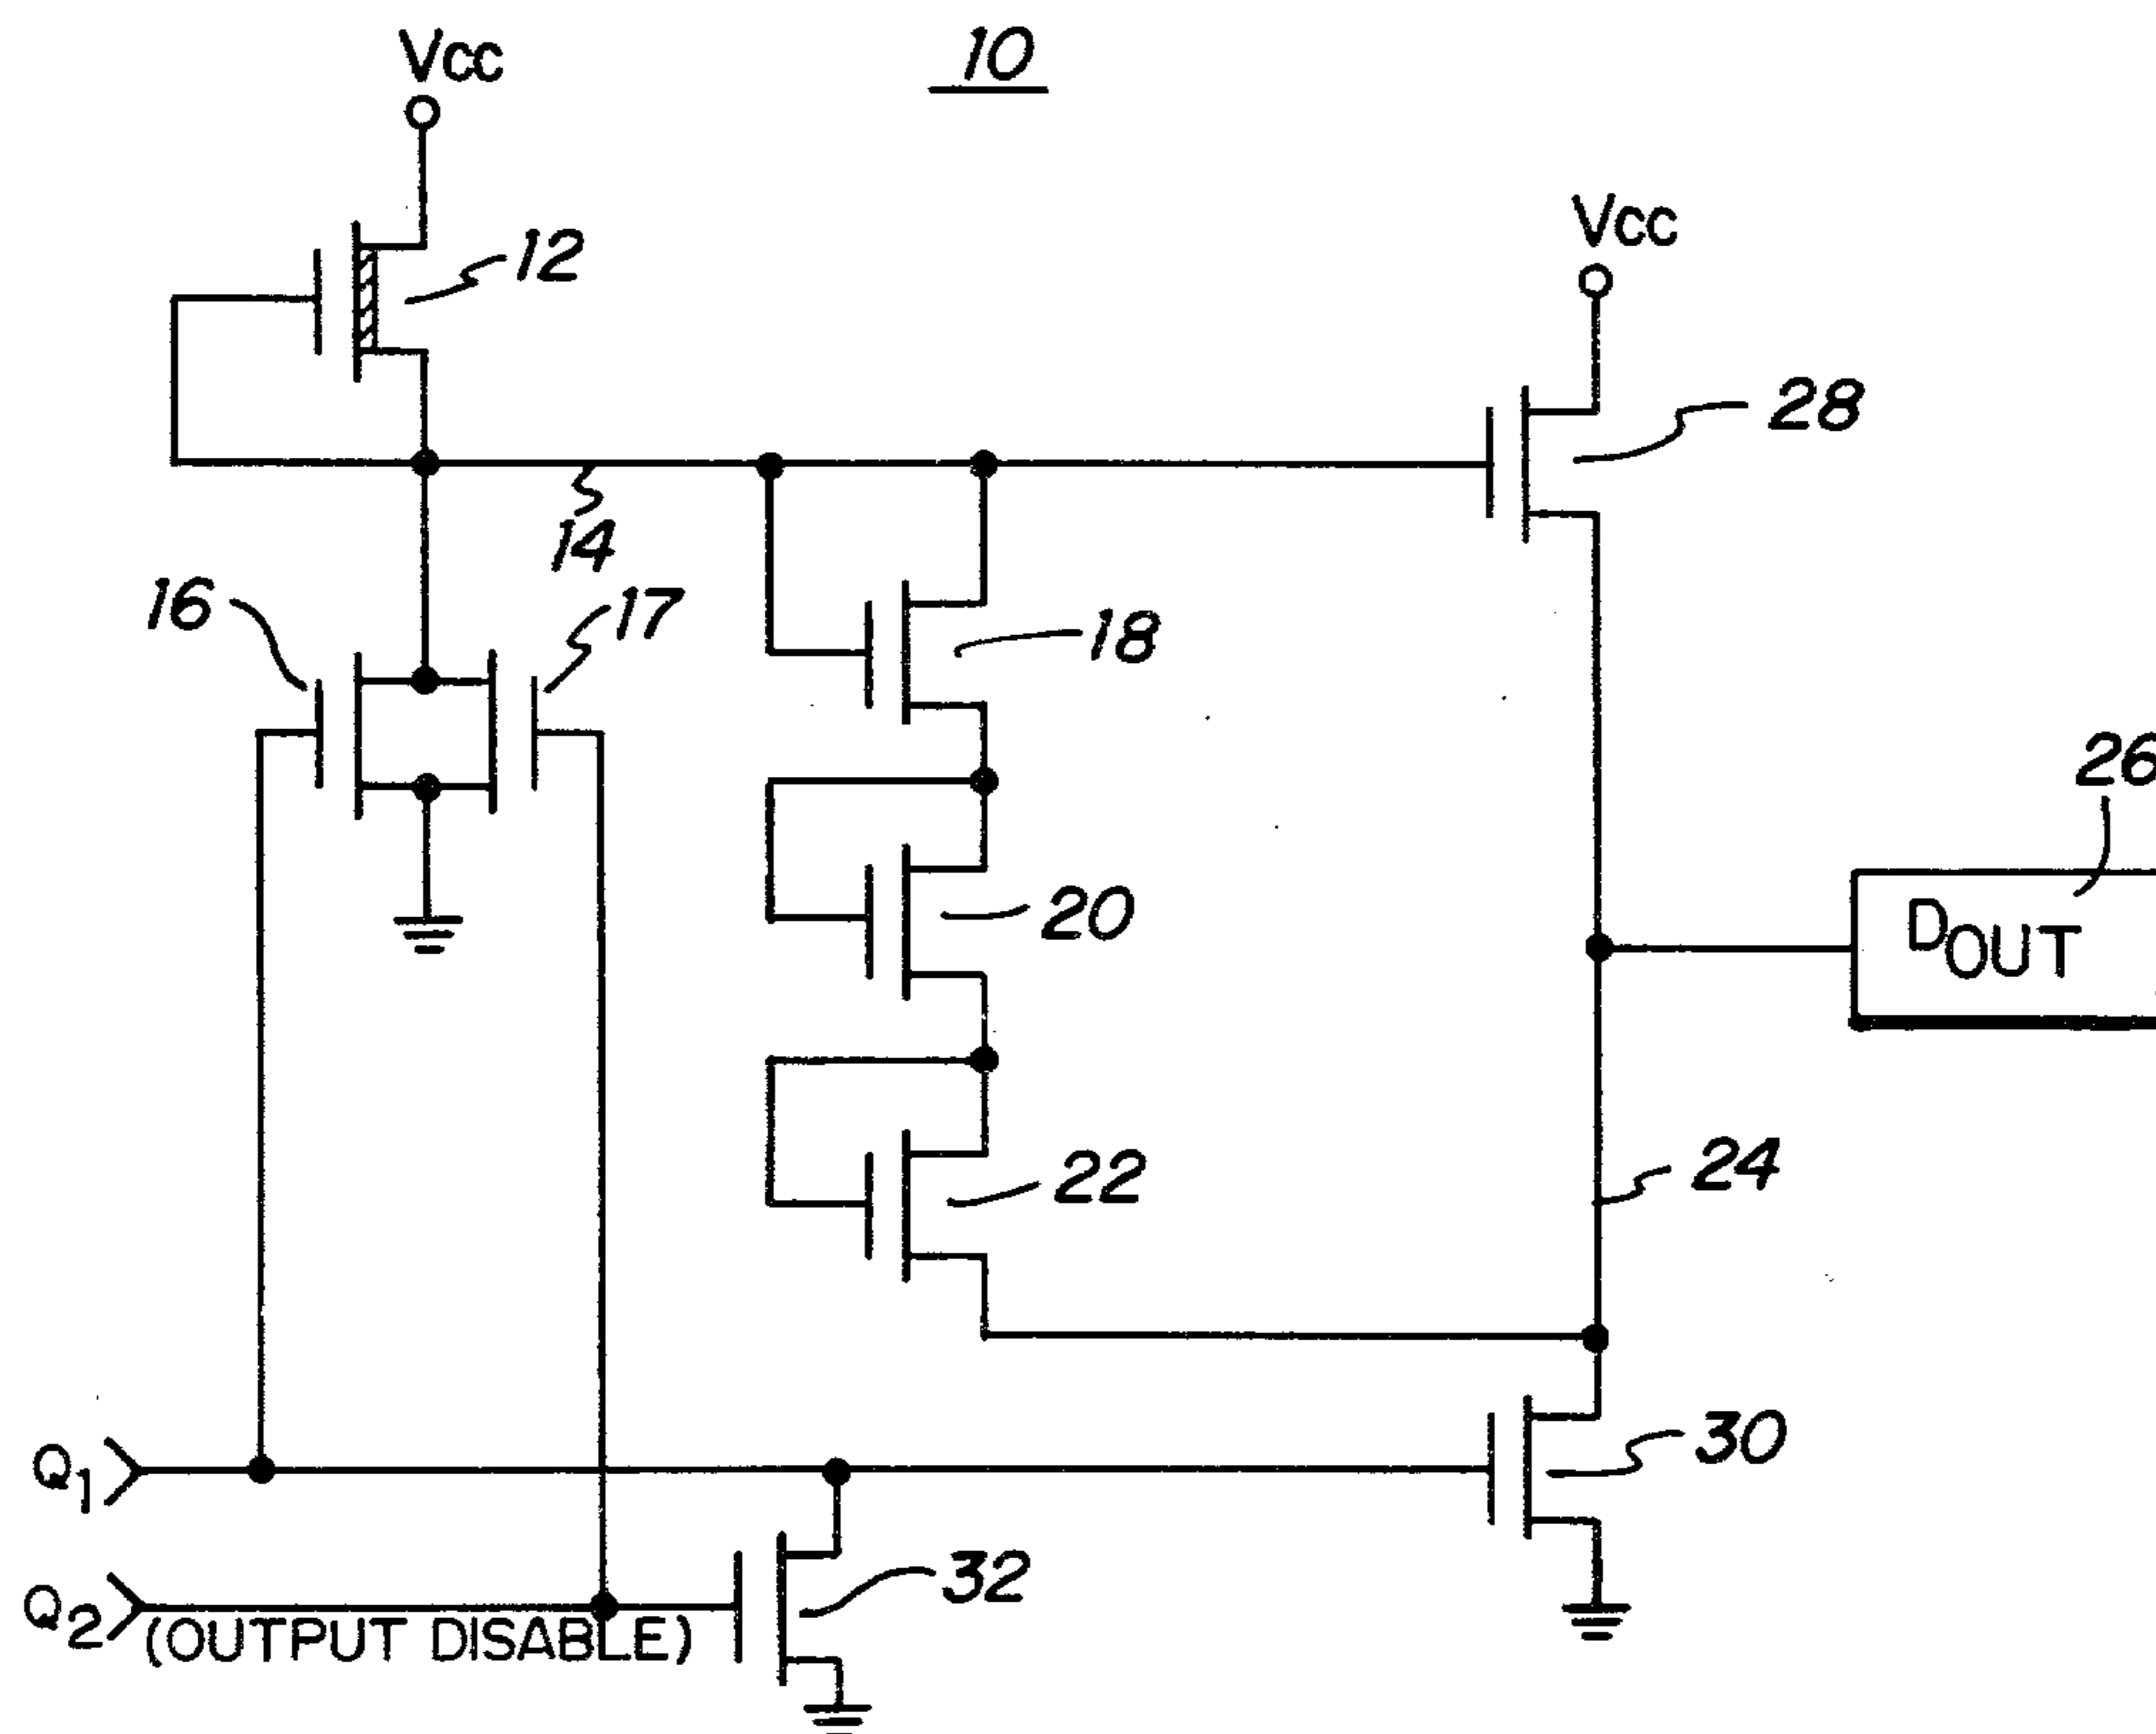 10
Vcc
Vcc
12
28
14
16
17
18
26
20
DOUT
22
24
30
Q1
32
Q2
(OUTPUT DISABLE)